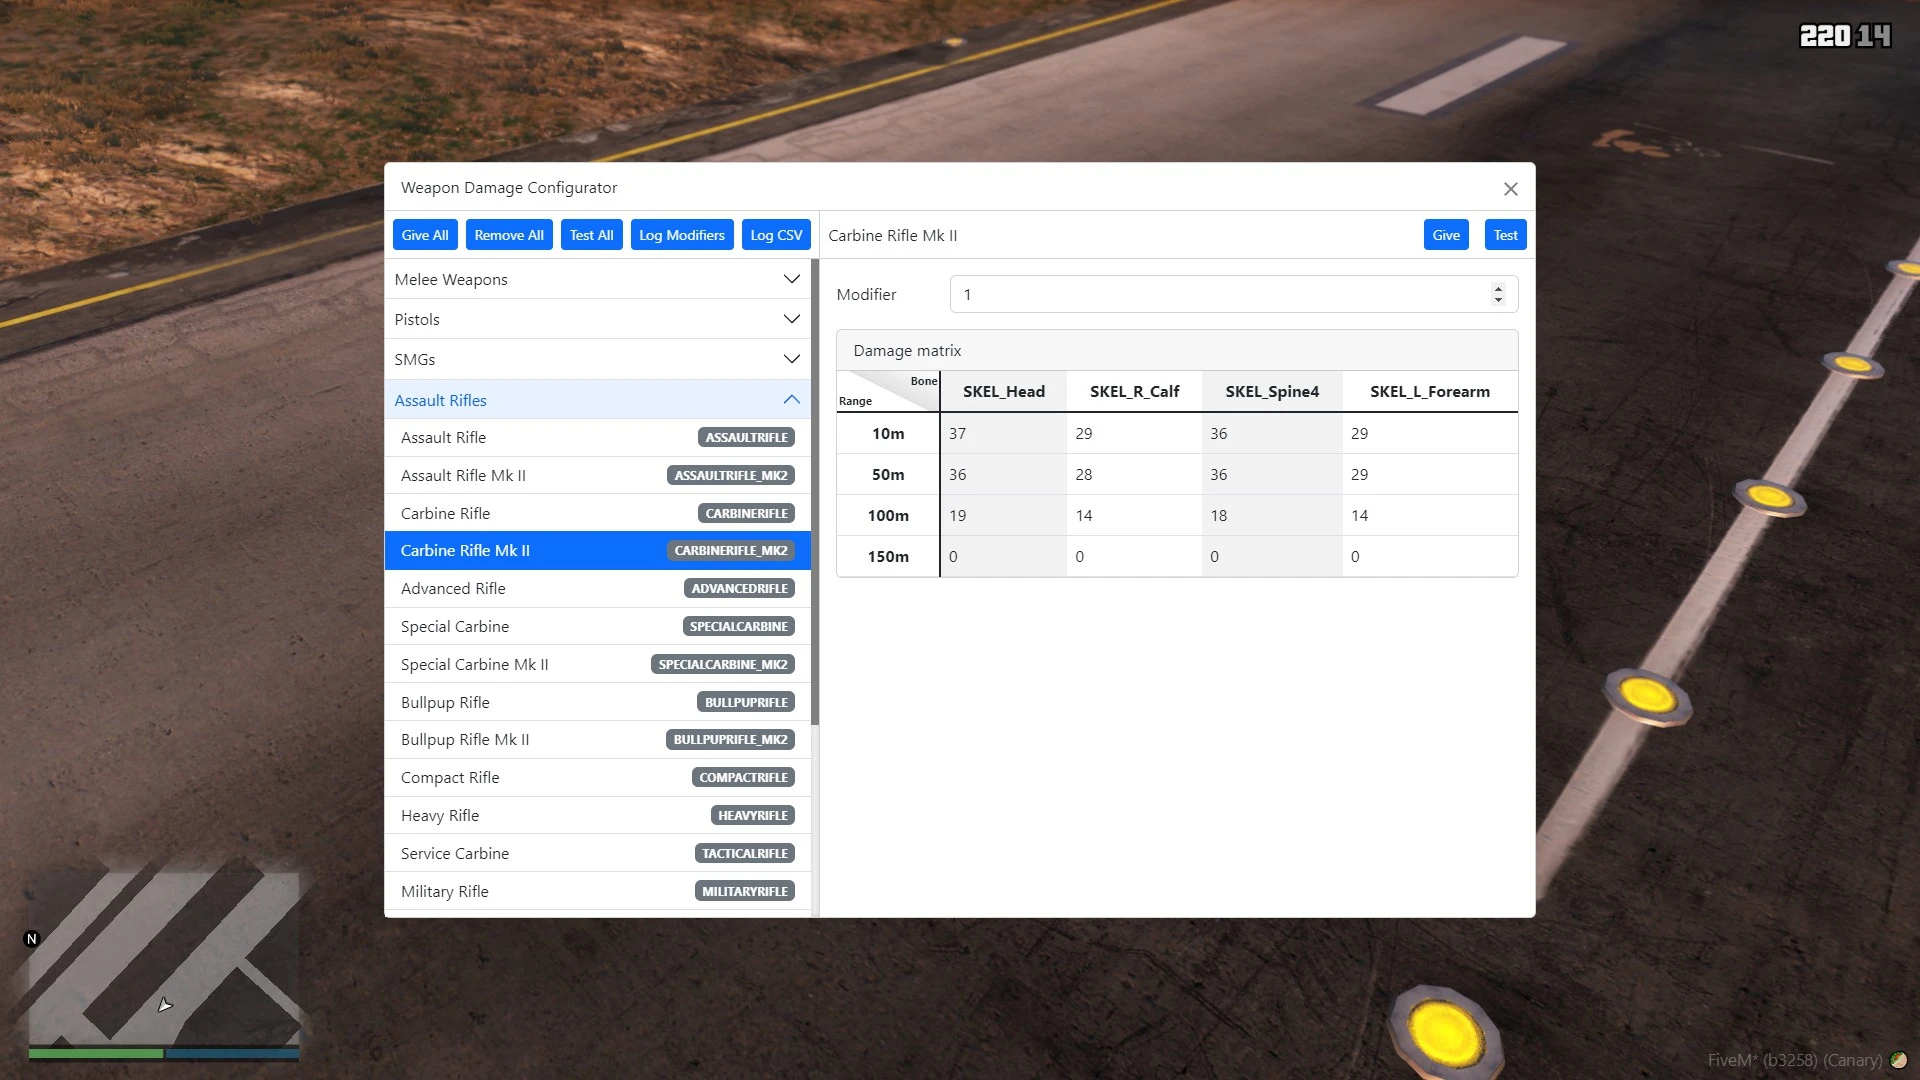 220 14
Weapon Damage Configurator
Give All Remove All Test All Log Modifiers Log CSV
Carbine Rifle Mk II Give Test
Melee Weapons
Pistols
SMGs
Assault Rifles
Assault Rifle ASSAULTRIFLE
Assault Rifle Mk II ASSAULTRIFLE_MK2
Carbine Rifle CARBINERIFLE
Carbine Rifle Mk II CARBINERIFLE_MK2
Advanced Rifle ADVANCEDRIFLE
Special Carbine SPECIALCARBINE
Special Carbine Mk II SPECIALCARBINE_MK2
Bullpup Rifle BULLPUPRIFLE
Bullpup Rifle Mk II BULLPUPRIFLE_MK2
Compact Rifle COMPACTRIFLE
Heavy Rifle HEAVYRIFLE
Service Carbine TACTICALRIFLE
Military Rifle MILITARYRIFLE
Modifier 1
Damage matrix
Bone
Range
SKEL_Head SKEL_R_Calf SKEL_Spine4 SKEL_L_Forearm
10m 37 29 36 29
50m 36 28 36 29
100m 19 14 18 14
150m 0 0 0 0
N
FiveM* (b3258) (Canary)